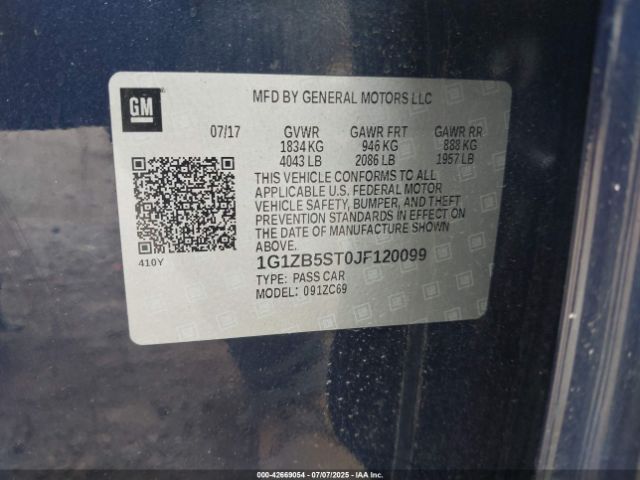 GM
MFD BY GENERAL MOTORS LLC
07/17 GVWR GAWR FRT GAWR RR
1834 KG 946 KG 888 KG
4043 LB 2086 LB 1957 LB
THIS VEHICLE CONFORMS TO ALL
APPLICABLE U.S. FEDERAL MOTOR
VEHICLE SAFETY, BUMPER, AND THEFT
PREVENTION STANDARDS IN EFFECT ON
THE DATE OF MANUFACTURE SHOWN
ABOVE.
410Y
1G1ZB5ST0JF120099
TYPE: PASS CAR
MODEL: 091ZC69
000-42669054 | 07/07/2025 - IAAI.com